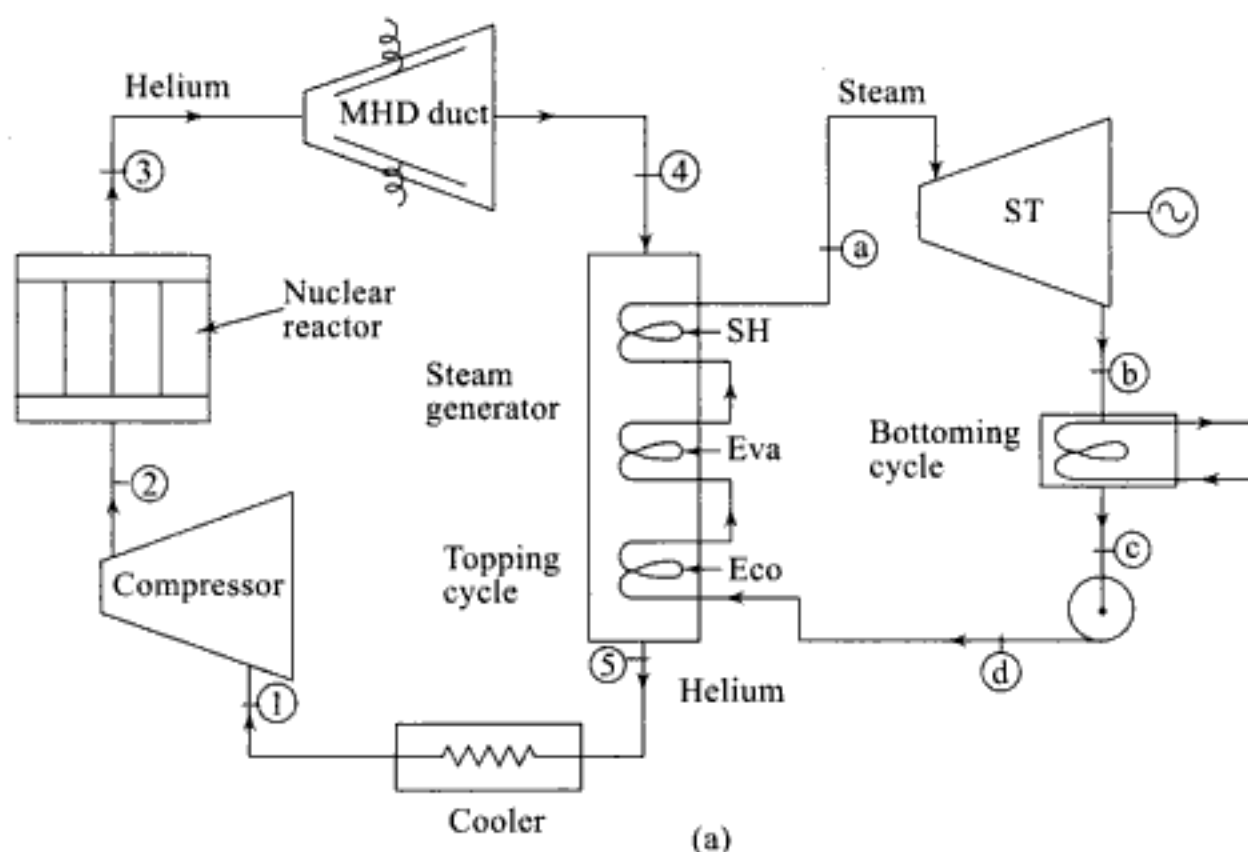 Helium
MHD duct
Steam
3
4
a
ST
Nuclear
reactor
SH
Steam
generator
b
2
Eva
Bottoming
cycle
Compressor
Topping
cycle
Eco
c
1
5
d
Helium
Cooler
(a)